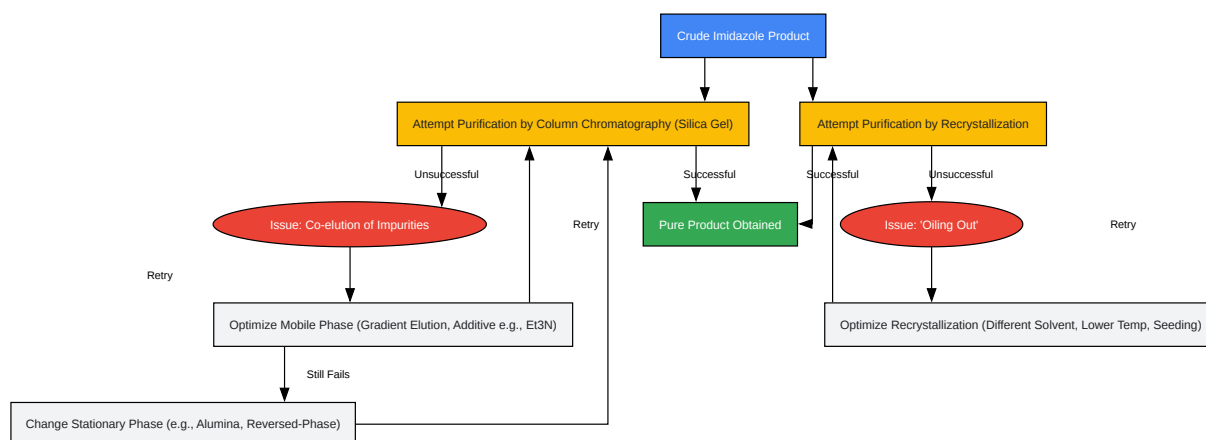 Crude Imidazole Product
Attempt Purification by Column Chromatography (Silica Gel)
Attempt Purification by Recrystallization
Unsuccessful
Successful
Successful
Unsuccessful
Issue: Co-elution of Impurities
Retry
Pure Product Obtained
Issue: 'Oiling Out'
Retry
Retry
Optimize Mobile Phase (Gradient Elution, Additive e.g., Et3N)
Optimize Recrystallization (Different Solvent, Lower Temp, Seeding)
Still Fails
Change Stationary Phase (e.g., Alumina, Reversed-Phase)